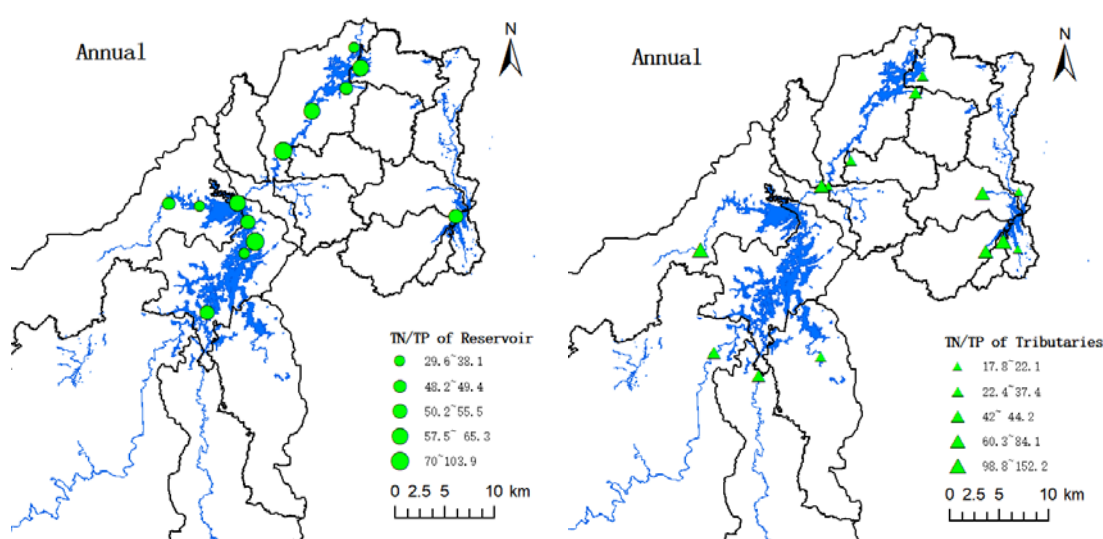 Annual
N
TN/TP of Reservoir
29.6~38.1
48.2~49.4
50.2~55.5
57.5~ 65.3
70~103.9
0 2.5 5 10 km
Annual
N
TN/TP of Tributaries
17.8~22.1
22.4~37.4
42~ 44.2
60.3~84.1
98.8~152.2
0 2.5 5 10 km